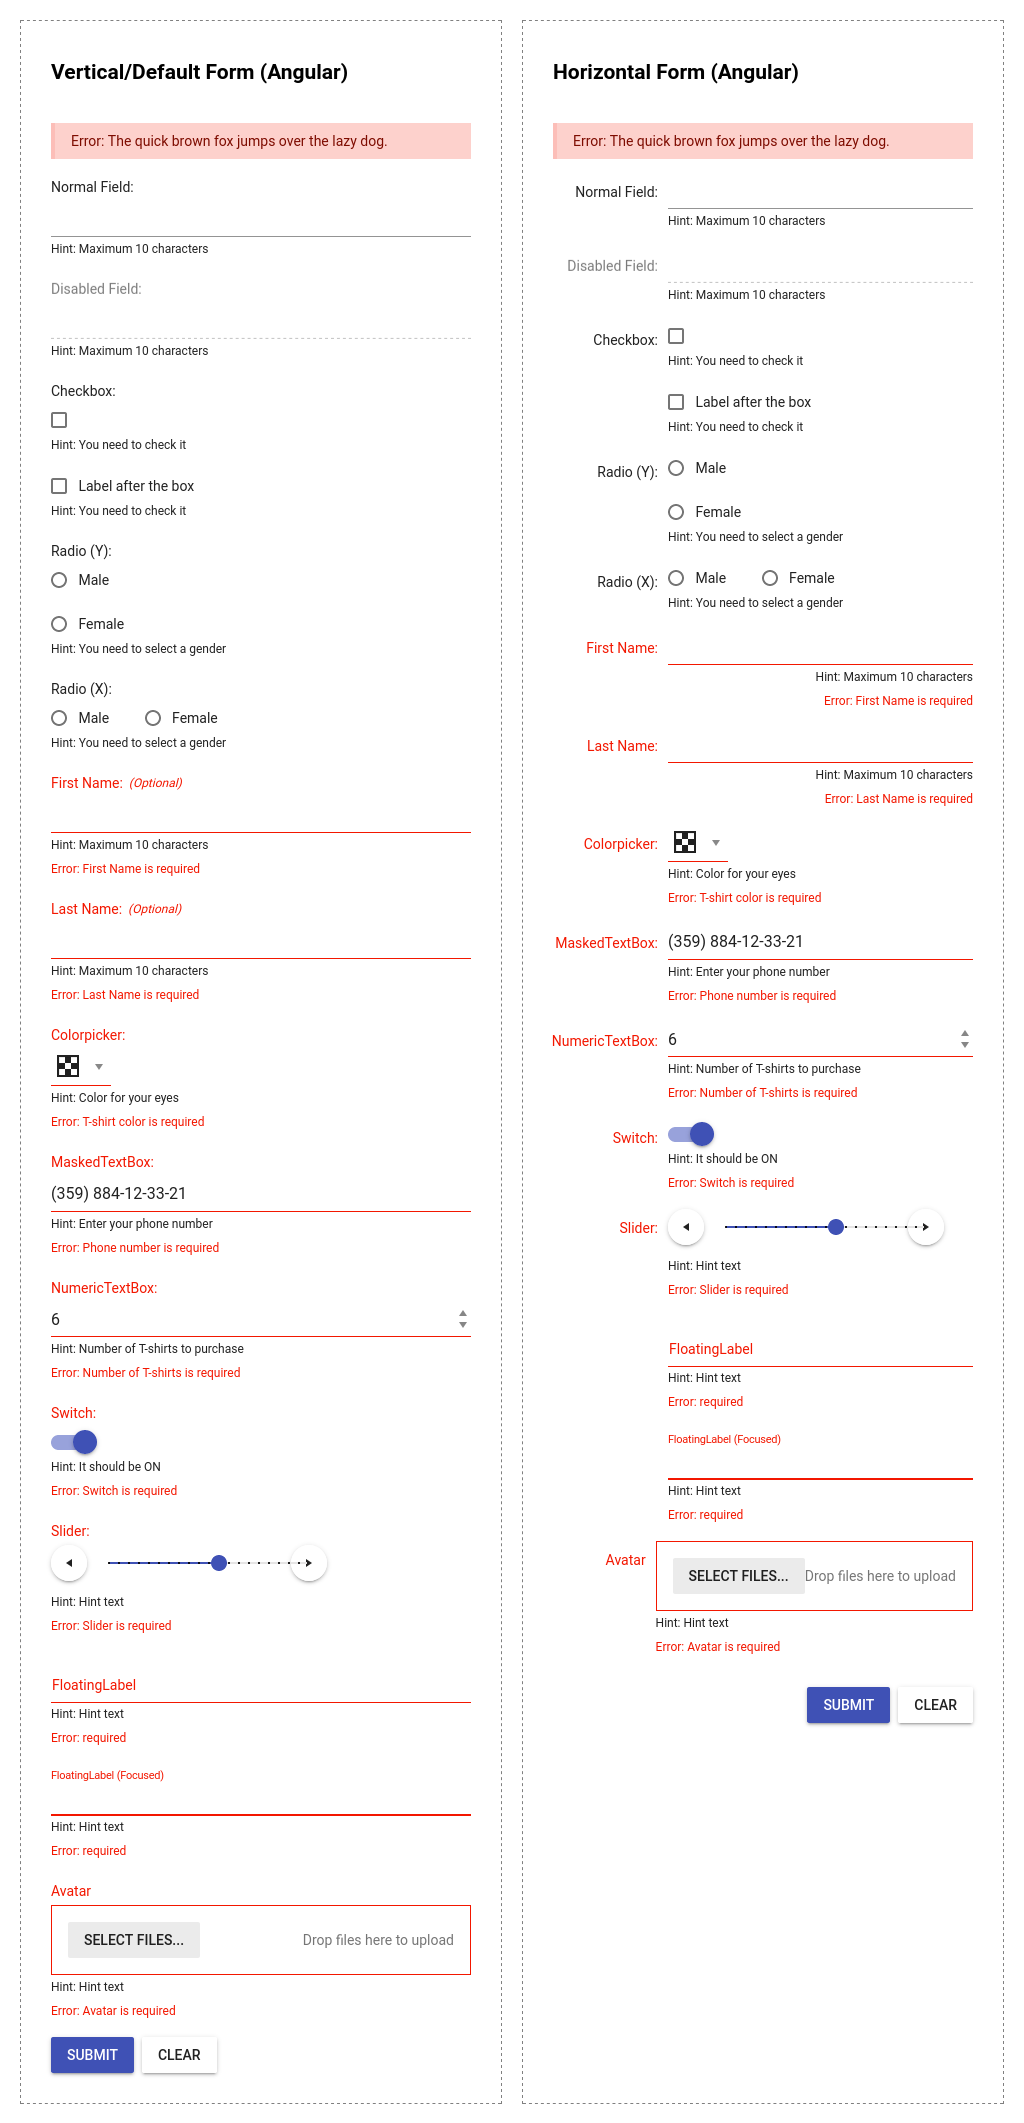 Vertical/Default Form (Angular)
Error: The quick brown fox jumps over the lazy dog.
Normal Field:
Hint: Maximum 10 characters
Disabled Field:
Hint: Maximum 10 characters
Checkbox:
Hint: You need to check it
Label after the box
Hint: You need to check it
Radio (Y):
Male
Female
Hint: You need to select a gender
Radio (X):
Male Female
Hint: You need to select a gender
First Name: (Optional)
Hint: Maximum 10 characters
Error: First Name is required
Last Name: (Optional)
Hint: Maximum 10 characters
Error: Last Name is required
Colorpicker:
Hint: Color for your eyes
Error: T-shirt color is required
MaskedTextBox:
(359) 884-12-33-21
Hint: Enter your phone number
Error: Phone number is required
NumericTextBox:
6
Hint: Number of T-shirts to purchase
Error: Number of T-shirts is required
Switch:
Hint: It should be ON
Error: Switch is required
Slider:
Hint: Hint text
Error: Slider is required
FloatingLabel
Hint: Hint text
Error: required
FloatingLabel (Focused)
Hint: Hint text
Error: required
Avatar
SELECT FILES... Drop files here to upload
Hint: Hint text
Error: Avatar is required
SUBMIT CLEAR
Horizontal Form (Angular)
Error: The quick brown fox jumps over the lazy dog.
Normal Field:
Hint: Maximum 10 characters
Disabled Field:
Hint: Maximum 10 characters
Checkbox:
Hint: You need to check it
Label after the box
Hint: You need to check it
Radio (Y): Male
Female
Hint: You need to select a gender
Radio (X): Male Female
Hint: You need to select a gender
First Name:
Hint: Maximum 10 characters
Error: First Name is required
Last Name:
Hint: Maximum 10 characters
Error: Last Name is required
Colorpicker:
Hint: Color for your eyes
Error: T-shirt color is required
MaskedTextBox: (359) 884-12-33-21
Hint: Enter your phone number
Error: Phone number is required
NumericTextBox: 6
Hint: Number of T-shirts to purchase
Error: Number of T-shirts is required
Switch:
Hint: It should be ON
Error: Switch is required
Slider:
Hint: Hint text
Error: Slider is required
FloatingLabel
Hint: Hint text
Error: required
FloatingLabel (Focused)
Hint: Hint text
Error: required
Avatar SELECT FILES... Drop files here to upload
Hint: Hint text
Error: Avatar is required
SUBMIT CLEAR